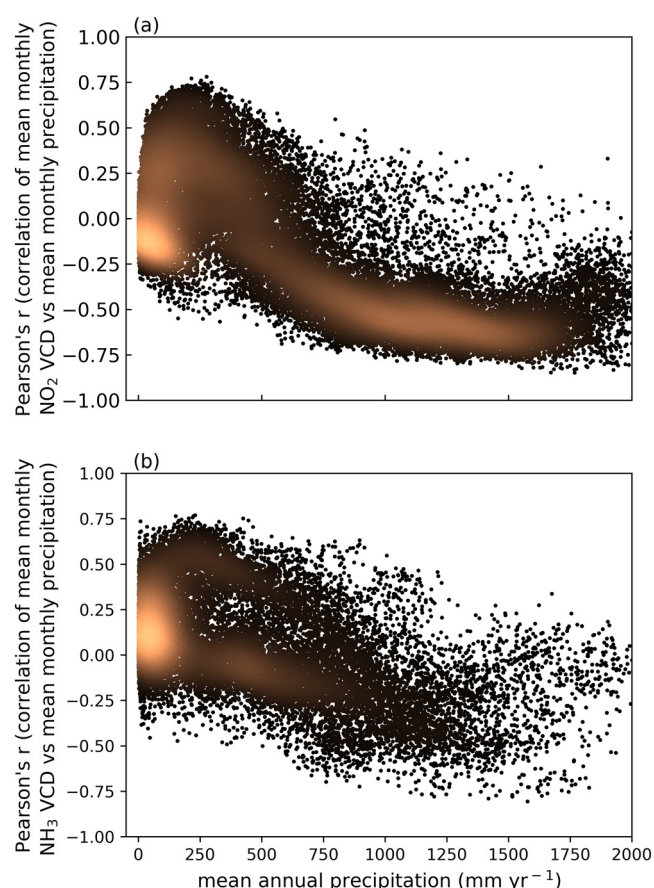 (a)
Pearson's r (correlation of mean monthly
NO₂ VCD vs mean monthly precipitation)
1.00
0.75
0.50
0.25
0.00
−0.25
−0.50
−0.75
−1.00
(b)
Pearson's r (correlation of mean monthly
NH₃ VCD vs mean monthly precipitation)
1.00
0.75
0.50
0.25
0.00
−0.25
−0.50
−0.75
−1.00
0 250 500 750 1000 1250 1500 1750 2000
mean annual precipitation (mm yr⁻¹)